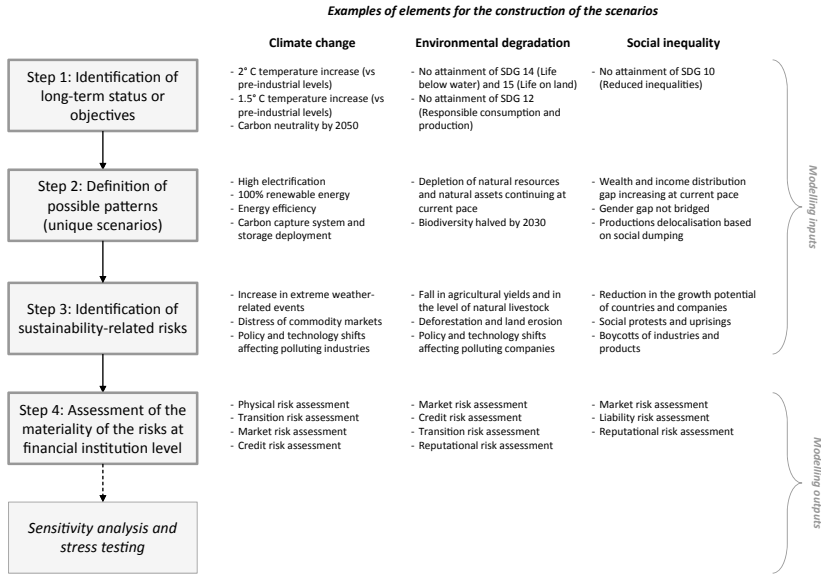 Examples of elements for the construction of the scenarios
Climate change
Environmental degradation
Social inequality
Step 1: Identification of
long-term status or
objectives
- 2° C temperature increase (vs
pre-industrial levels)
- 1.5° C temperature increase (vs
pre-industrial levels)
- Carbon neutrality by 2050
- No attainment of SDG 14 (Life
below water) and 15 (Life on land)
- No attainment of SDG 12
(Responsible consumption and
production)
- No attainment of SDG 10
(Reduced inequalities)
Step 2: Definition of
possible patterns
(unique scenarios)
- High electrification
- 100% renewable energy
- Energy efficiency
- Carbon capture system and
storage deployment
- Depletion of natural resources
and natural assets continuing at
current pace
- Biodiversity halved by 2030
- Wealth and income distribution
gap increasing at current pace
- Gender gap not bridged
- Productions delocalisation based
on social dumping
Modelling inputs
Step 3: Identification of
sustainability-related risks
- Increase in extreme weather-
related events
- Distress of commodity markets
- Policy and technology shifts
affecting polluting industries
- Fall in agricultural yields and in
the level of natural livestock
- Deforestation and land erosion
- Policy and technology shifts
affecting polluting companies
- Reduction in the growth potential
of countries and companies
- Social protests and uprisings
- Boycotts of industries and
products
Step 4: Assessment of the
materiality of the risks at
financial institution level
- Physical risk assessment
- Transition risk assessment
- Market risk assessment
- Credit risk assessment
- Market risk assessment
- Credit risk assessment
- Transition risk assessment
- Reputational risk assessment
- Market risk assessment
- Liability risk assessment
- Reputational risk assessment
Modelling outputs
Sensitivity analysis and
stress testing